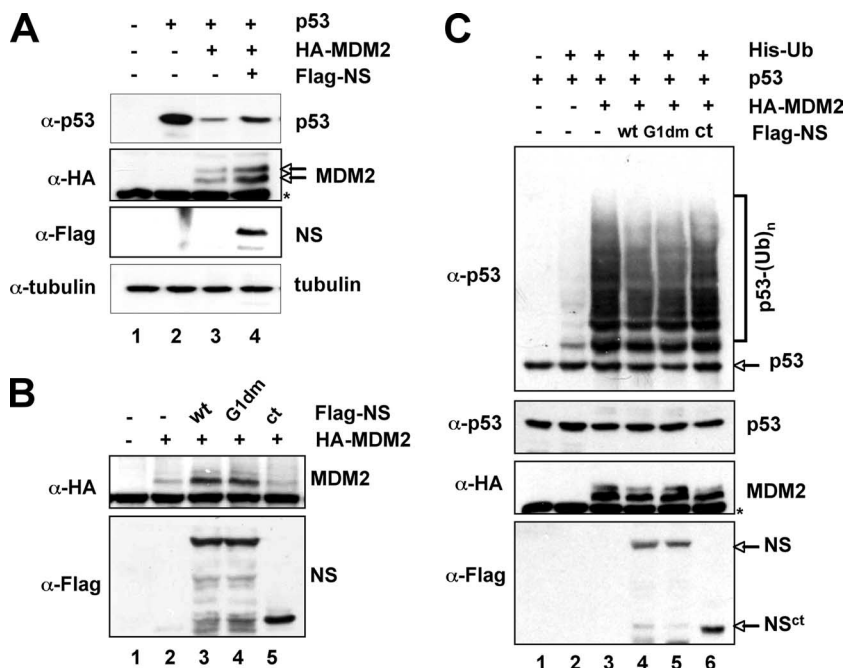 A
- + + + p53
- - + + HA-MDM2
- - - + Flag-NS
α-p53 p53
α-HA MDM2
*
α-Flag NS
α-tubulin tubulin
1 2 3 4
B
- - wt G1dm ct Flag-NS
- + + + + HA-MDM2
α-HA MDM2
α-Flag NS
1 2 3 4 5
C
- + + + + + His-Ub
+ + + + + + p53
- - + + + + HA-MDM2
- - - wt G1dm ct Flag-NS
α-p53 p53-(Ub)n
p53
α-p53 p53
α-HA MDM2
*
α-Flag NS
NSct
1 2 3 4 5 6